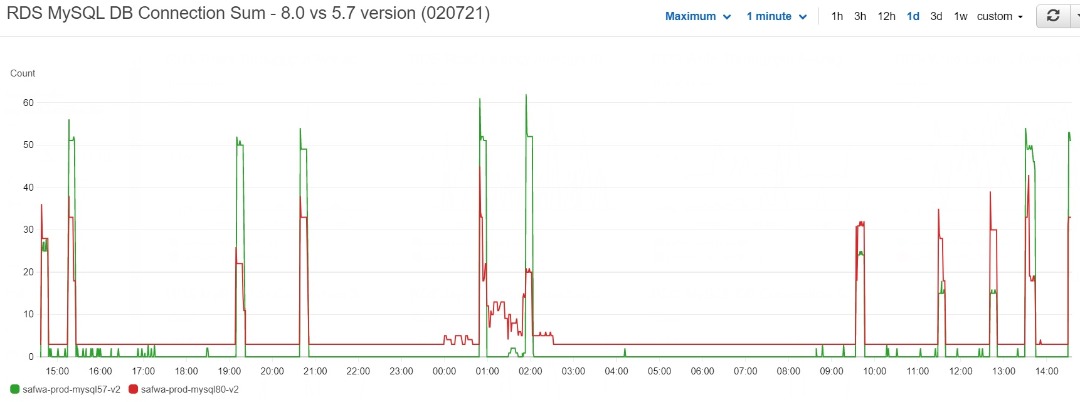 RDS MySQL DB Connection Sum - 8.0 vs 5.7 version (020721)
Maximum 1 minute 1h 3h 12h 1d 3d 1w custom
Count
60
50
40
30
20
10
0
15:00 16:00 17:00 18:00 19:00 20:00 21:00 22:00 23:00 00:00 01:00 02:00 03:00 04:00 05:00 06:00 07:00 08:00 09:00 10:00 11:00 12:00 13:00 14:00
safwa-prod-mysql57-v2 safwa-prod-mysql80-v2